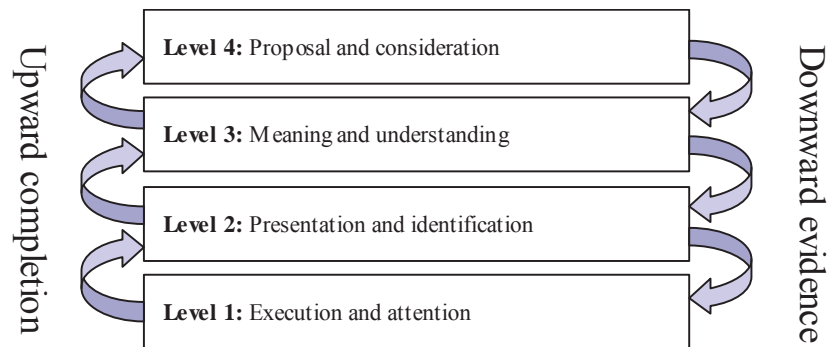 Upward completion
Level 4: Proposal and consideration
Level 3: Meaning and understanding
Level 2: Presentation and identification
Level 1: Execution and attention
Downward evidence